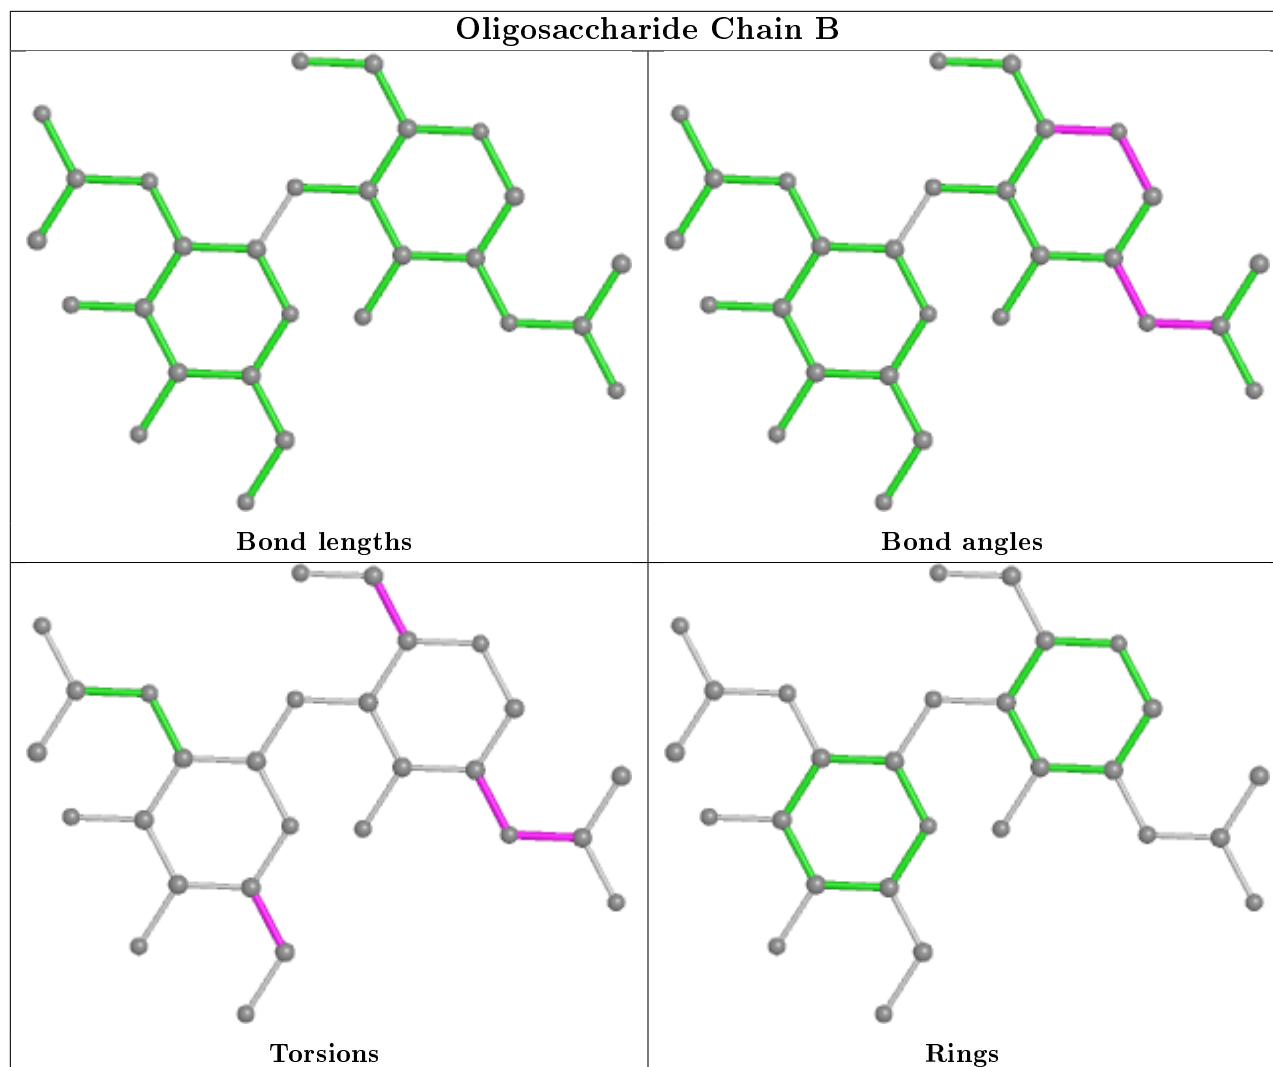 Oligosaccharide Chain B
Bond lengths
Bond angles
Torsions
Rings